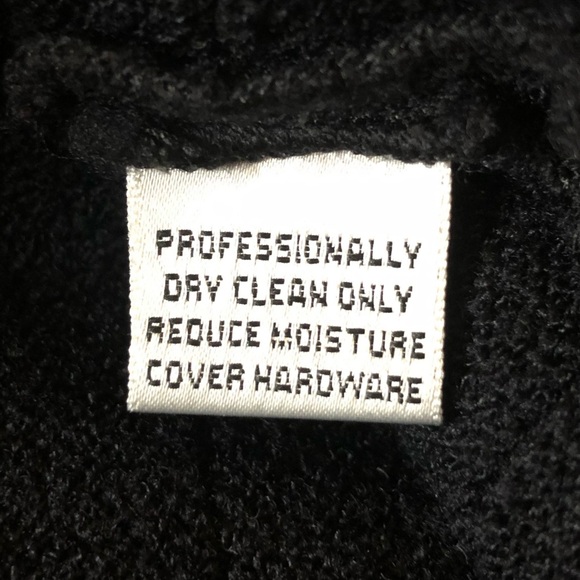 PROFESSIONALLY
DRY CLEAN ONLY
REDUCE MOISTURE
COVER HARDWARE